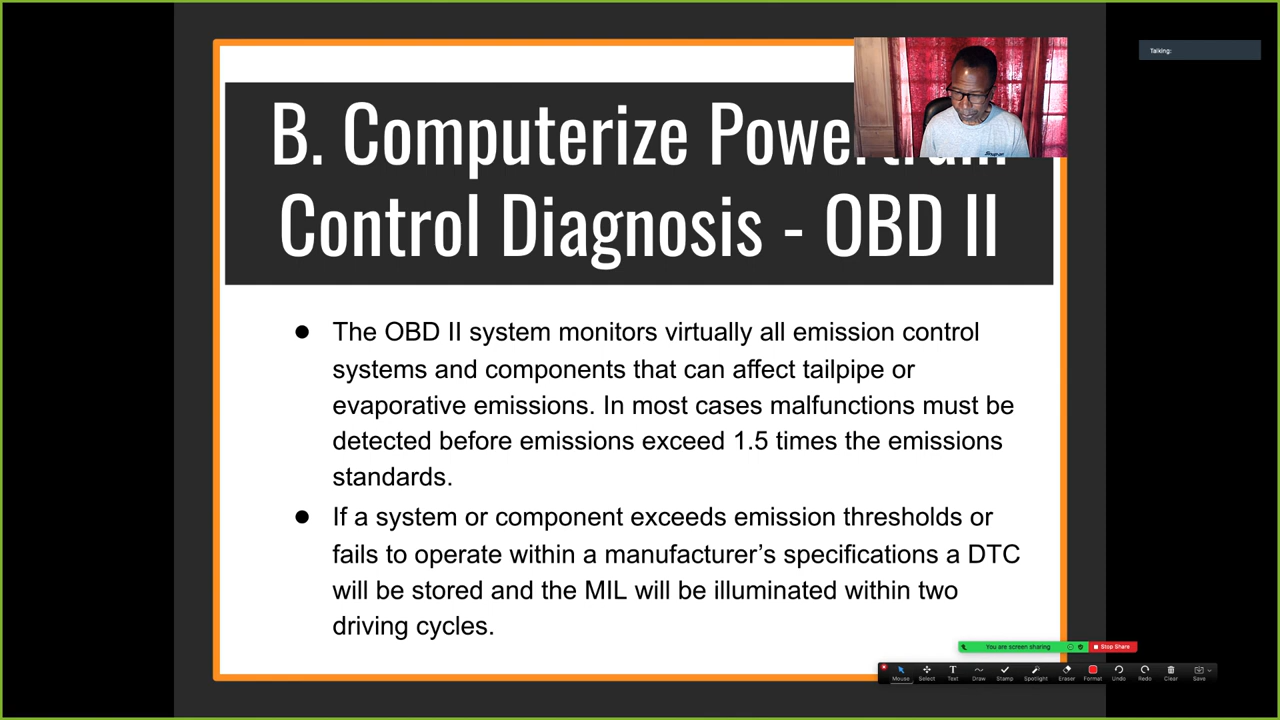 B. Computerize
Control Diagnosis - OBD II
● The OBD II system monitors virtually all emission control
systems and components that can affect tailpipe or
evaporative emissions. In most cases malfunctions must be
detected before emissions exceed 1.5 times the emissions
standards.
● If a system or component exceeds emission thresholds or
fails to operate within a manufacturer’s specifications a DTC
will be stored and the MIL will be illuminated within two
driving cycles.
Talking:
You are screen sharing Stop Share
Mouse Select Text Draw Stamp Spotlight Eraser Format Undo Redo Clear Save